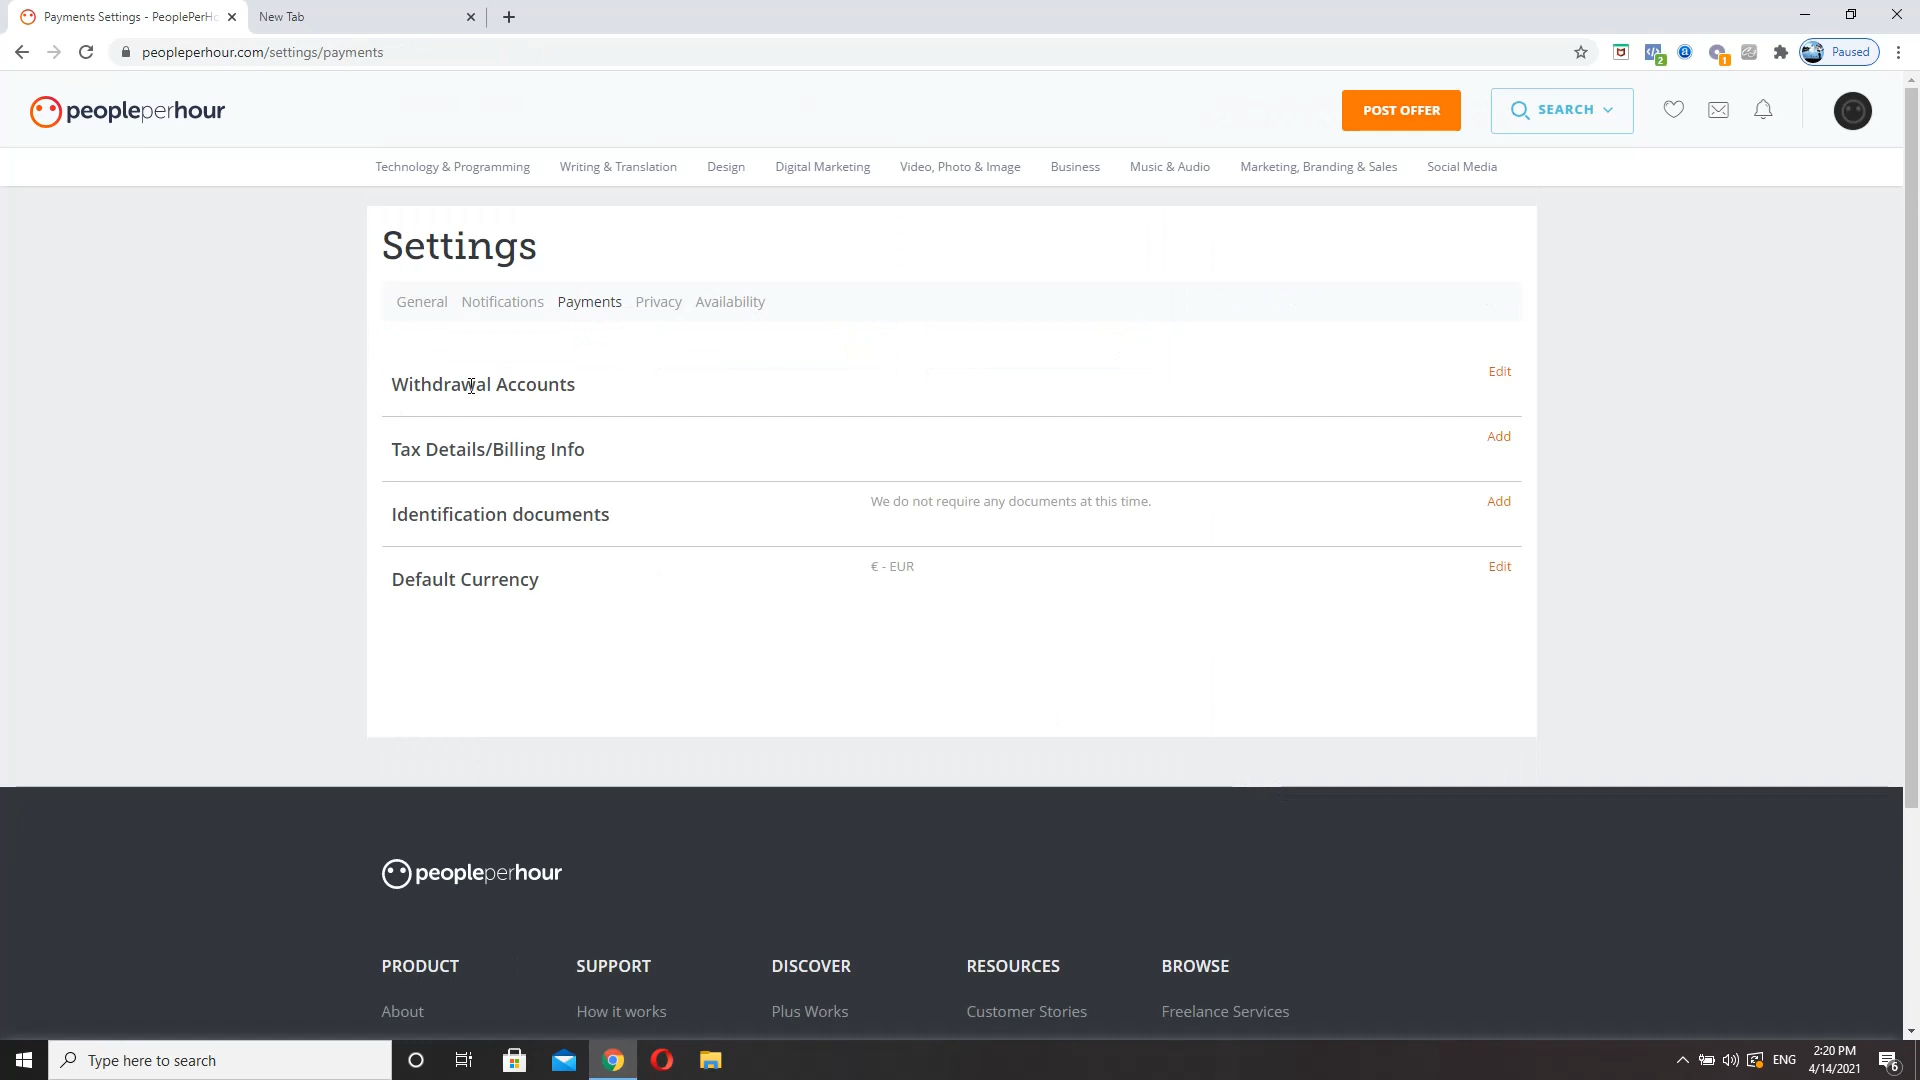 Payments Settings - PeoplePerHo
New Tab
peopleperhour.com/settings/payments
2
1
Paused
peopleperhour
POST OFFER
SEARCH
Technology & Programming
Writing & Translation
Design
Digital Marketing
Video, Photo & Image
Business
Music & Audio
Marketing, Branding & Sales
Social Media
Settings
General
Notifications
Payments
Privacy
Availability
Withdrawal Accounts
Edit
Tax Details/Billing Info
Add
Identification documents
We do not require any documents at this time.
Add
Default Currency
€ - EUR
Edit
peopleperhour
PRODUCT
SUPPORT
DISCOVER
RESOURCES
BROWSE
About
How it works
Plus Works
Customer Stories
Freelance Services
Type here to search
ENG
2:20 PM
4/14/2021
6